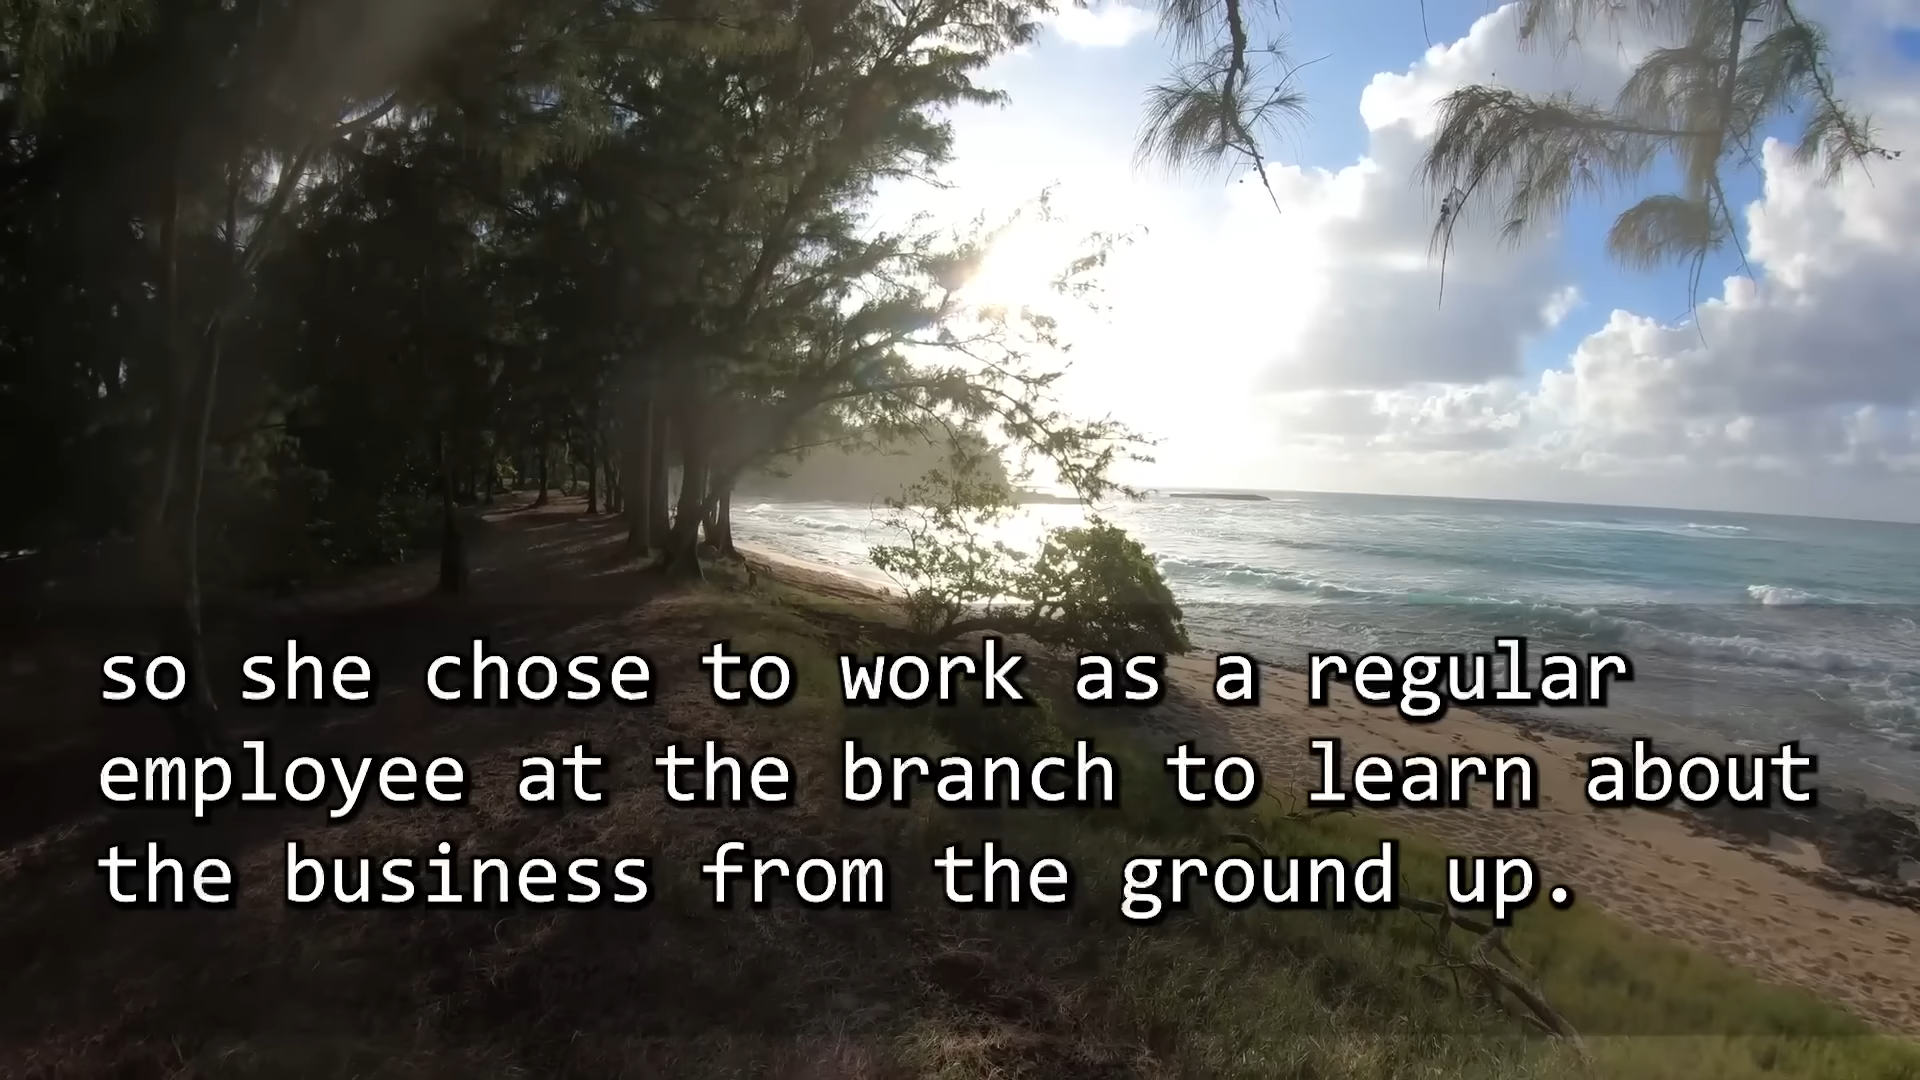 so she chose to work as a regular
employee at the branch to learn about
the business from the ground up.